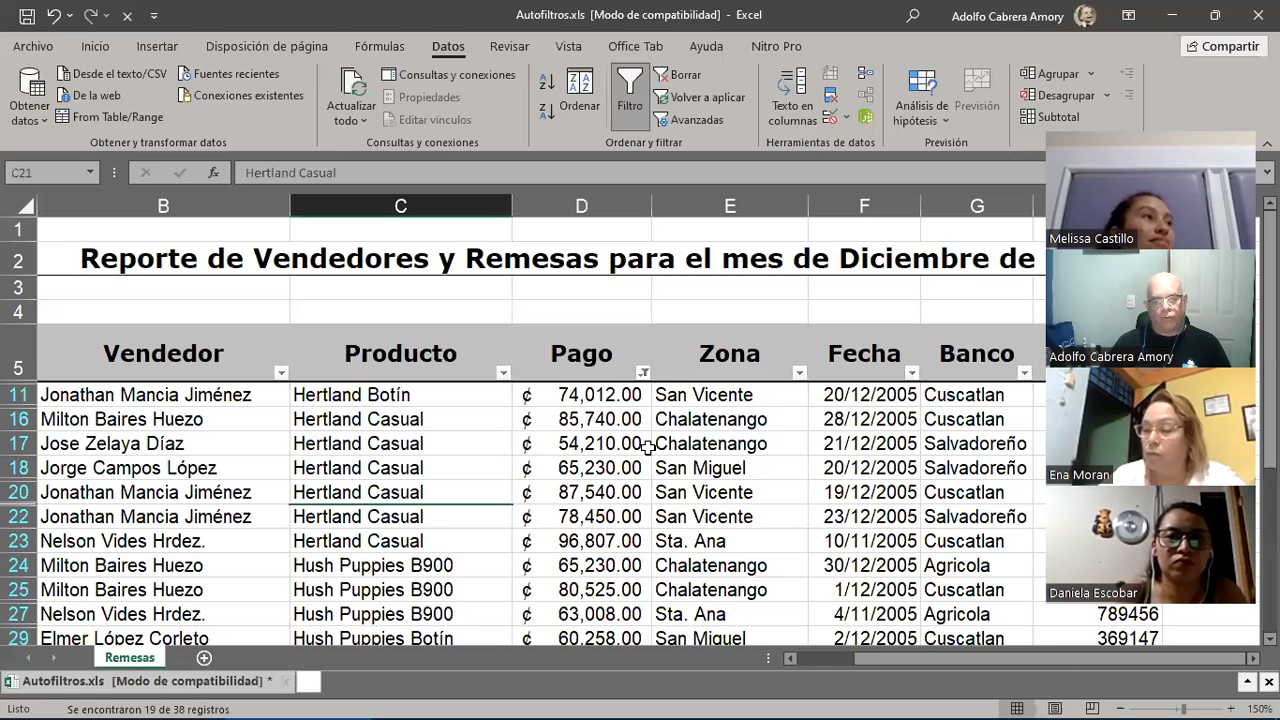 Autofiltros.xls [Modo de compatibilidad] - Excel
Adolfo Cabrera Amory
Archivo Inicio Insertar Disposición de página Fórmulas Datos Revisar Vista Office Tab Ayuda Nitro Pro Compartir
Obtener datos
Desde el texto/CSV
De la web
From Table/Range
Fuentes recientes
Conexiones existentes
Obtener y transformar datos
Actualizar todo
Consultas y conexiones
Propiedades
Editar vínculos
Consultas y conexiones
Ordenar
Filtro
Borrar
Volver a aplicar
Avanzadas
Ordenar y filtrar
Texto en columnas
Herramientas de datos
Análisis de hipótesis
Previsión
Previsión
Agrupar
Desagrupar
Subtotal
C21 fx Hertland Casual
B C D E F G
1
2 Reporte de Vendedores y Remesas para el mes de Diciembre de
3
4
5 Vendedor Producto Pago Zona Fecha Banco
11 Jonathan Mancia Jiménez Hertland Botín ¢ 74,012.00 San Vicente 20/12/2005 Cuscatlan
16 Milton Baires Huezo Hertland Casual ¢ 85,740.00 Chalatenango 28/12/2005 Cuscatlan
17 Jose Zelaya Díaz Hertland Casual ¢ 54,210.00 Chalatenango 21/12/2005 Salvadoreño
18 Jorge Campos López Hertland Casual ¢ 65,230.00 San Miguel 20/12/2005 Salvadoreño
20 Jonathan Mancia Jiménez Hertland Casual ¢ 87,540.00 San Vicente 19/12/2005 Cuscatlan
22 Jonathan Mancia Jiménez Hertland Casual ¢ 78,450.00 San Vicente 23/12/2005 Salvadoreño
23 Nelson Vides Hrdez. Hertland Casual ¢ 96,807.00 Sta. Ana 10/11/2005 Cuscatlan
24 Milton Baires Huezo Hush Puppies B900 ¢ 65,230.00 Chalatenango 30/12/2005 Agricola
25 Milton Baires Huezo Hush Puppies B900 ¢ 80,525.00 Chalatenango 1/12/2005 Cuscatlan
27 Nelson Vides Hrdez. Hush Puppies B900 ¢ 63,008.00 Sta. Ana 4/11/2005 Agricola 789456
29 Elmer López Corleto Hush Puppies Botín ¢ 60,258.00 San Miguel 2/12/2005 Cuscatlan 369147
Melissa Castillo
Adolfo Cabrera Amory
Ena Moran
Daniela Escobar
Remesas
Autofiltros.xls [Modo de compatibilidad] *
Listo Se encontraron 19 de 38 registros 150%